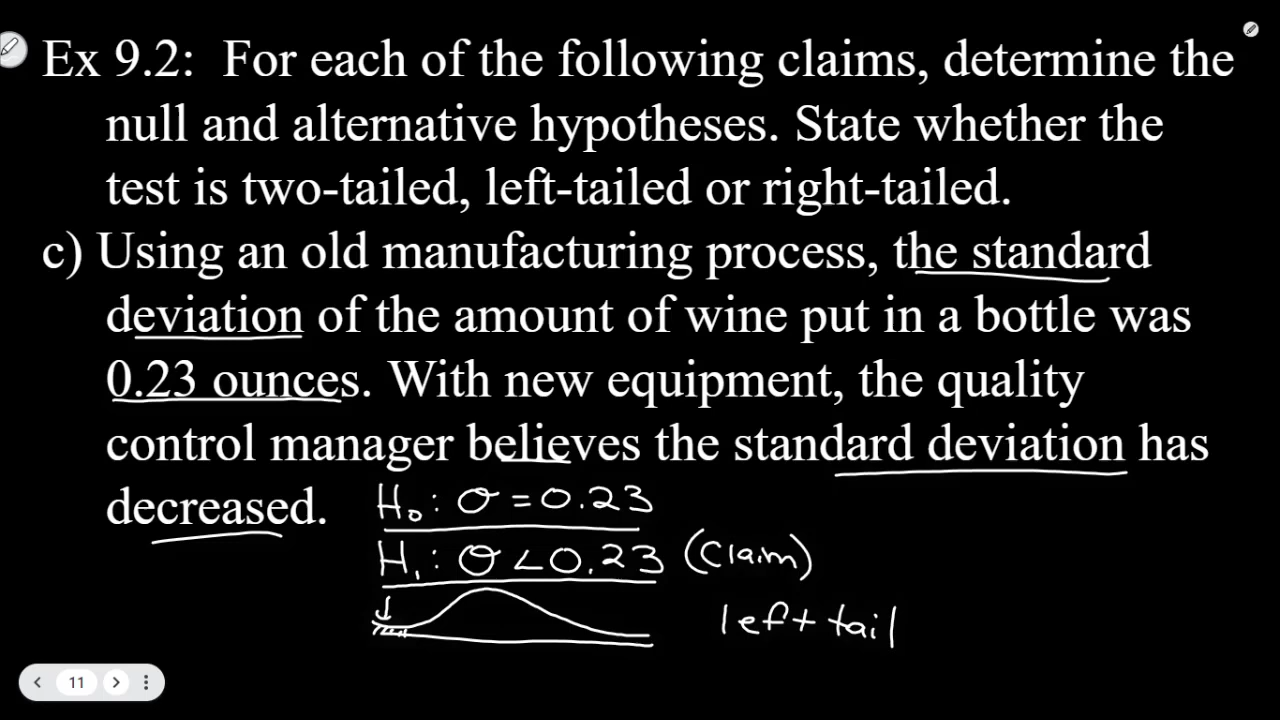 Ex 9.2: For each of the following claims, determine the
null and alternative hypotheses. State whether the
test is two-tailed, left-tailed or right-tailed.
c) Using an old manufacturing process, the standard
deviation of the amount of wine put in a bottle was
0.23 ounces. With new equipment, the quality
control manager believes the standard deviation has
decreased.
H₀: σ = 0.23
H₁: σ < 0.23 (Claim)
left tail
11